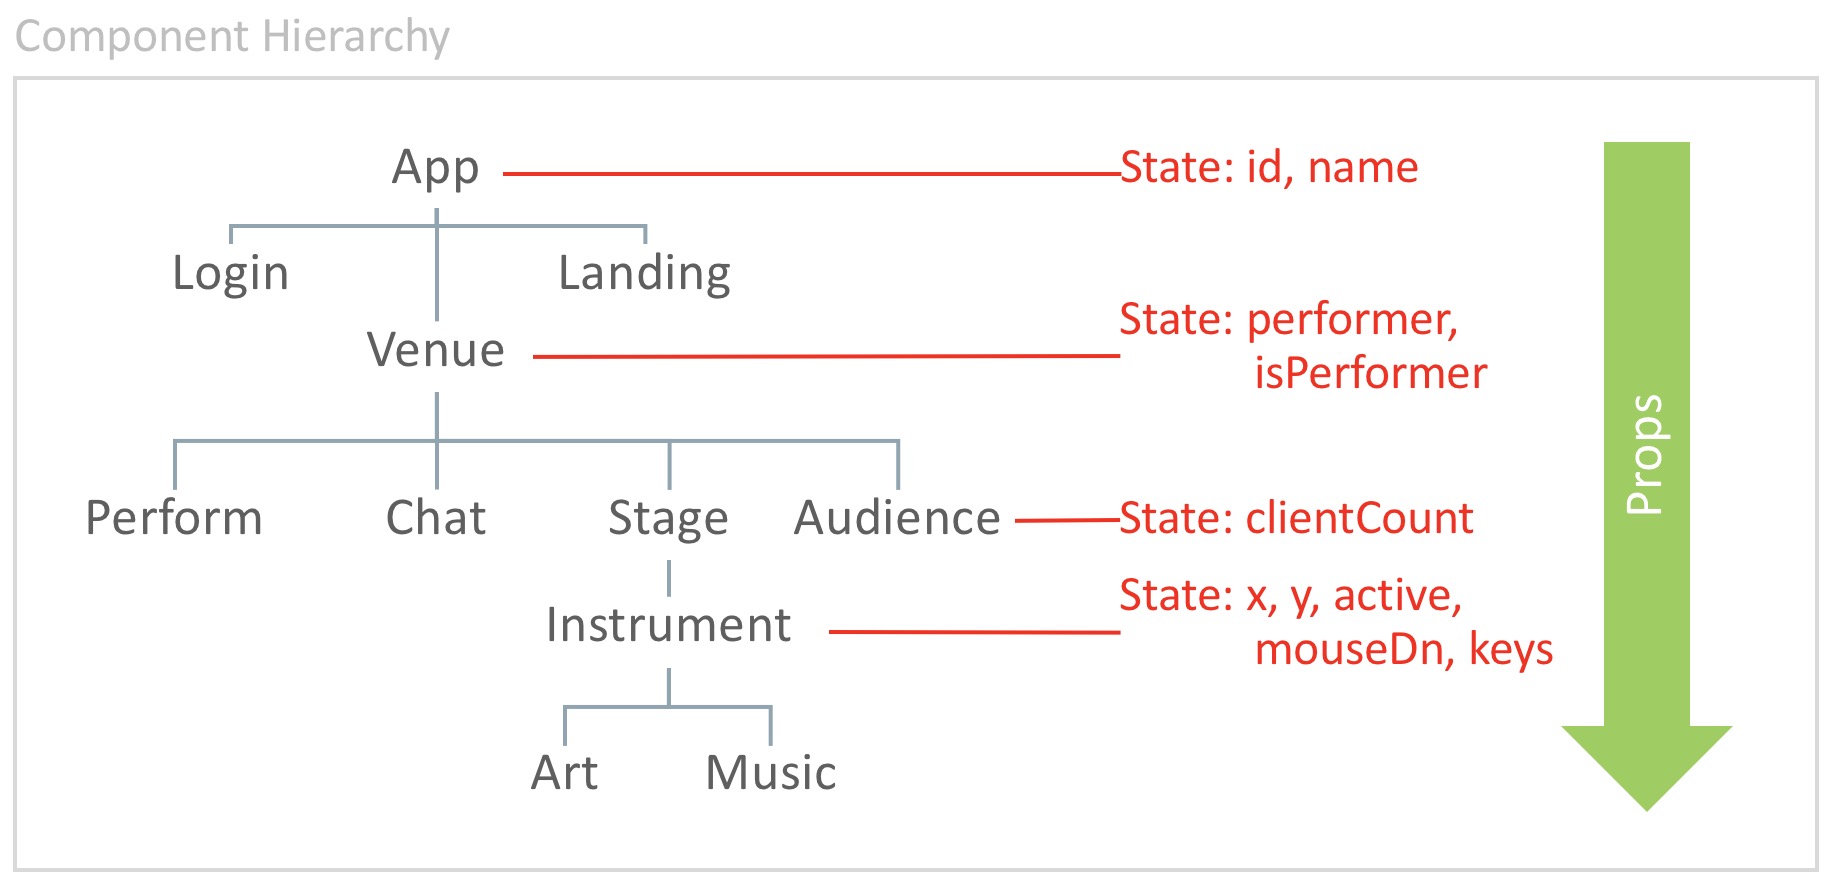 Component Hierarchy
App
State: id, name
Login
Landing
Venue
State: performer,
isPerformer
Perform
Chat
Stage
Audience
State: clientCount
Instrument
State: x, y, active,
mouseDn, keys
Art
Music
Props